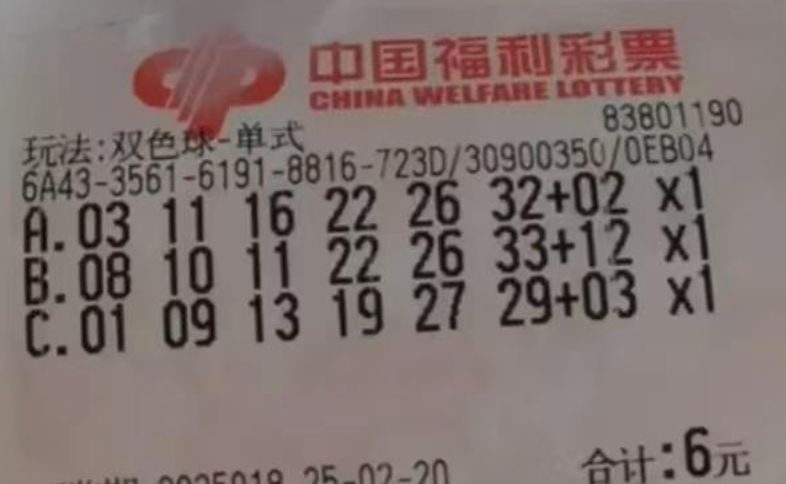 中国福利彩票
CHINA WELFARE LOTTERY
83801190
玩法:双色球-单式
6A43-3561-6191-8816-723D/30900350/0EB04
A.03 11 16 22 26 32+02 x1
B.08 10 11 22 26 33+12 x1
C.01 09 13 19 27 29+03 x1
25-02-20 合计:6元